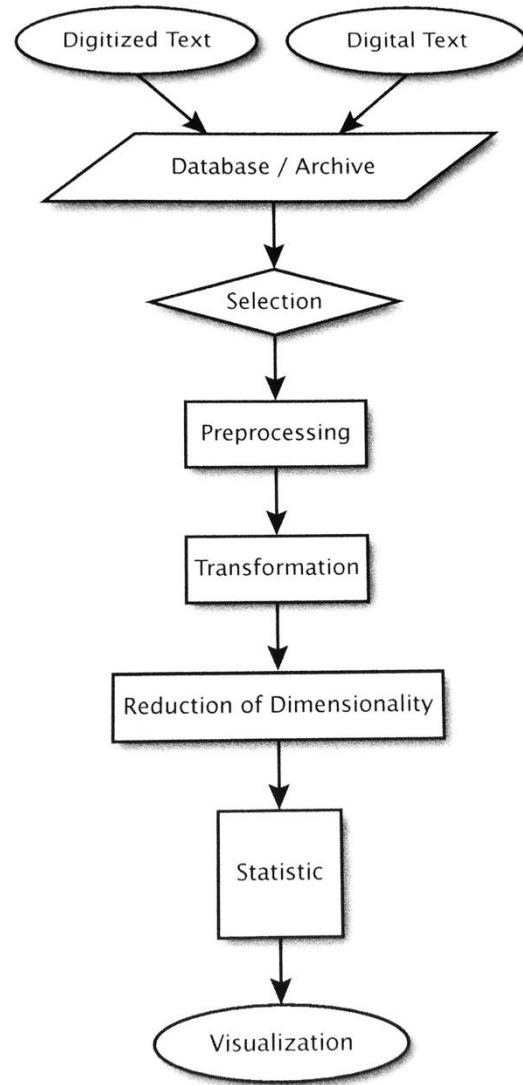 Digitized Text
Digital Text
Database / Archive
Selection
Preprocessing
Transformation
Reduction of Dimensionality
Statistic
Visualization